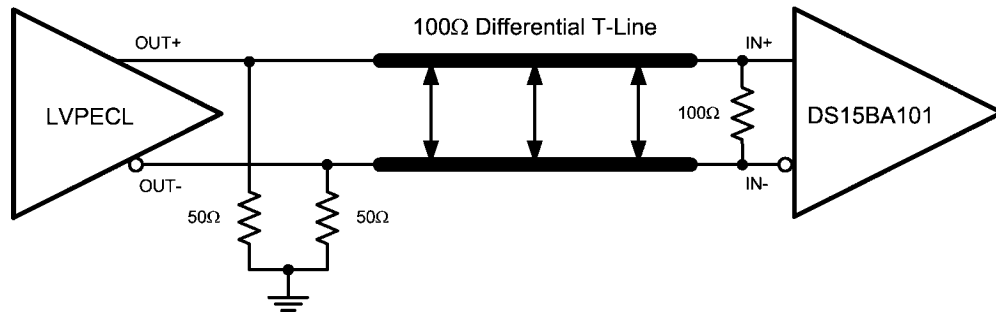 100Ω Differential T-Line
OUT+
IN+
LVPECL
100Ω
DS15BA101
OUT-
IN-
50Ω
50Ω